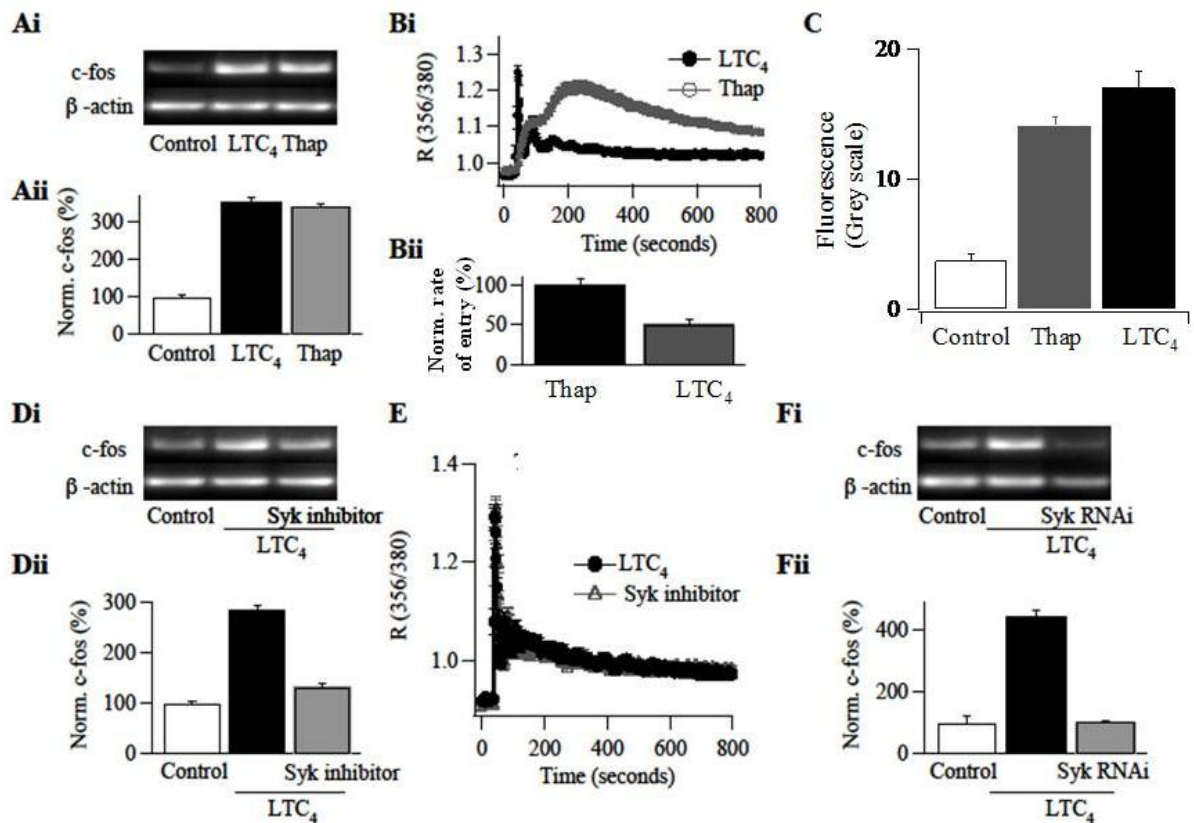 Ai
c-fos
β -actin
Control LTC4 Thap
Aii
Norm. c-fos (%)
300
200
100
0
Control LTC4 Thap
Bi
R (356/380)
1.3
1.2
1.1
1.0
LTC4
Thap
0 200 400 600 800
Time (seconds)
Bii
Norm. rate
of entry (%)
100
50
0
Thap LTC4
C
Fluorescence
(Grey scale)
20
10
0
Control Thap LTC4
Di
c-fos
β -actin
Control Syk inhibitor
LTC4
Dii
Norm. c-fos (%)
300
200
100
0
Control Syk inhibitor
LTC4
E
R (356/380)
1.4
1.2
1.0
LTC4
Syk inhibitor
0 200 400 600 800
Time (seconds)
Fi
c-fos
β -actin
Control Syk RNAi
LTC4
Fii
Norm. c-fos (%)
400
200
0
Control Syk RNAi
LTC4